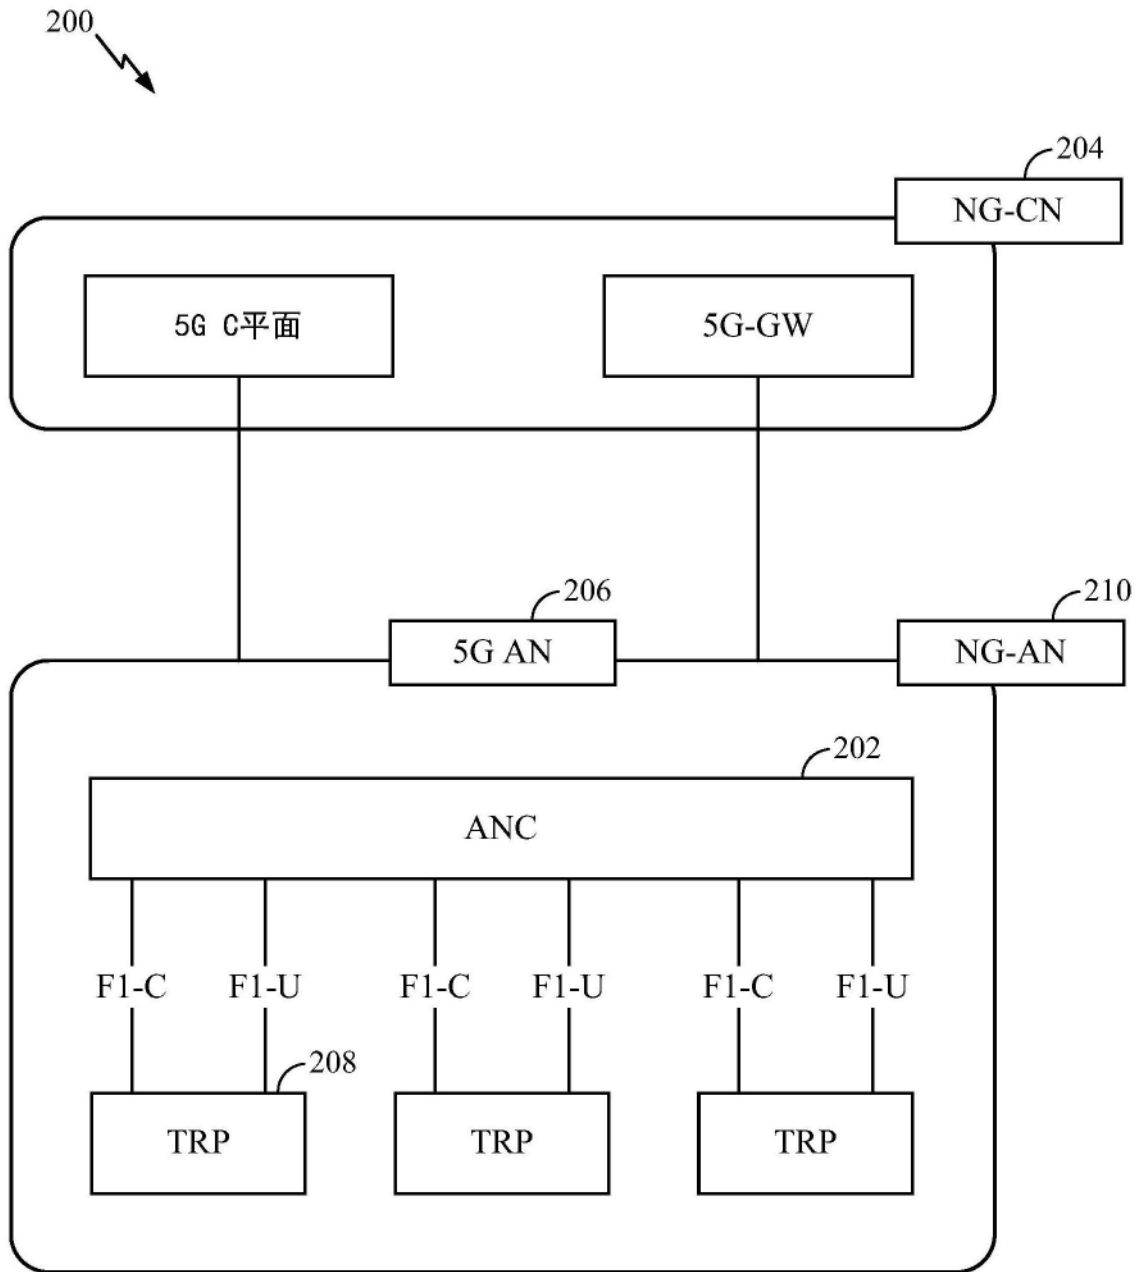 200
204
NG-CN
5G C平面
5G-GW
206
210
5G AN
NG-AN
202
ANC
F1-C F1-U F1-C F1-U F1-C F1-U
208
TRP TRP TRP